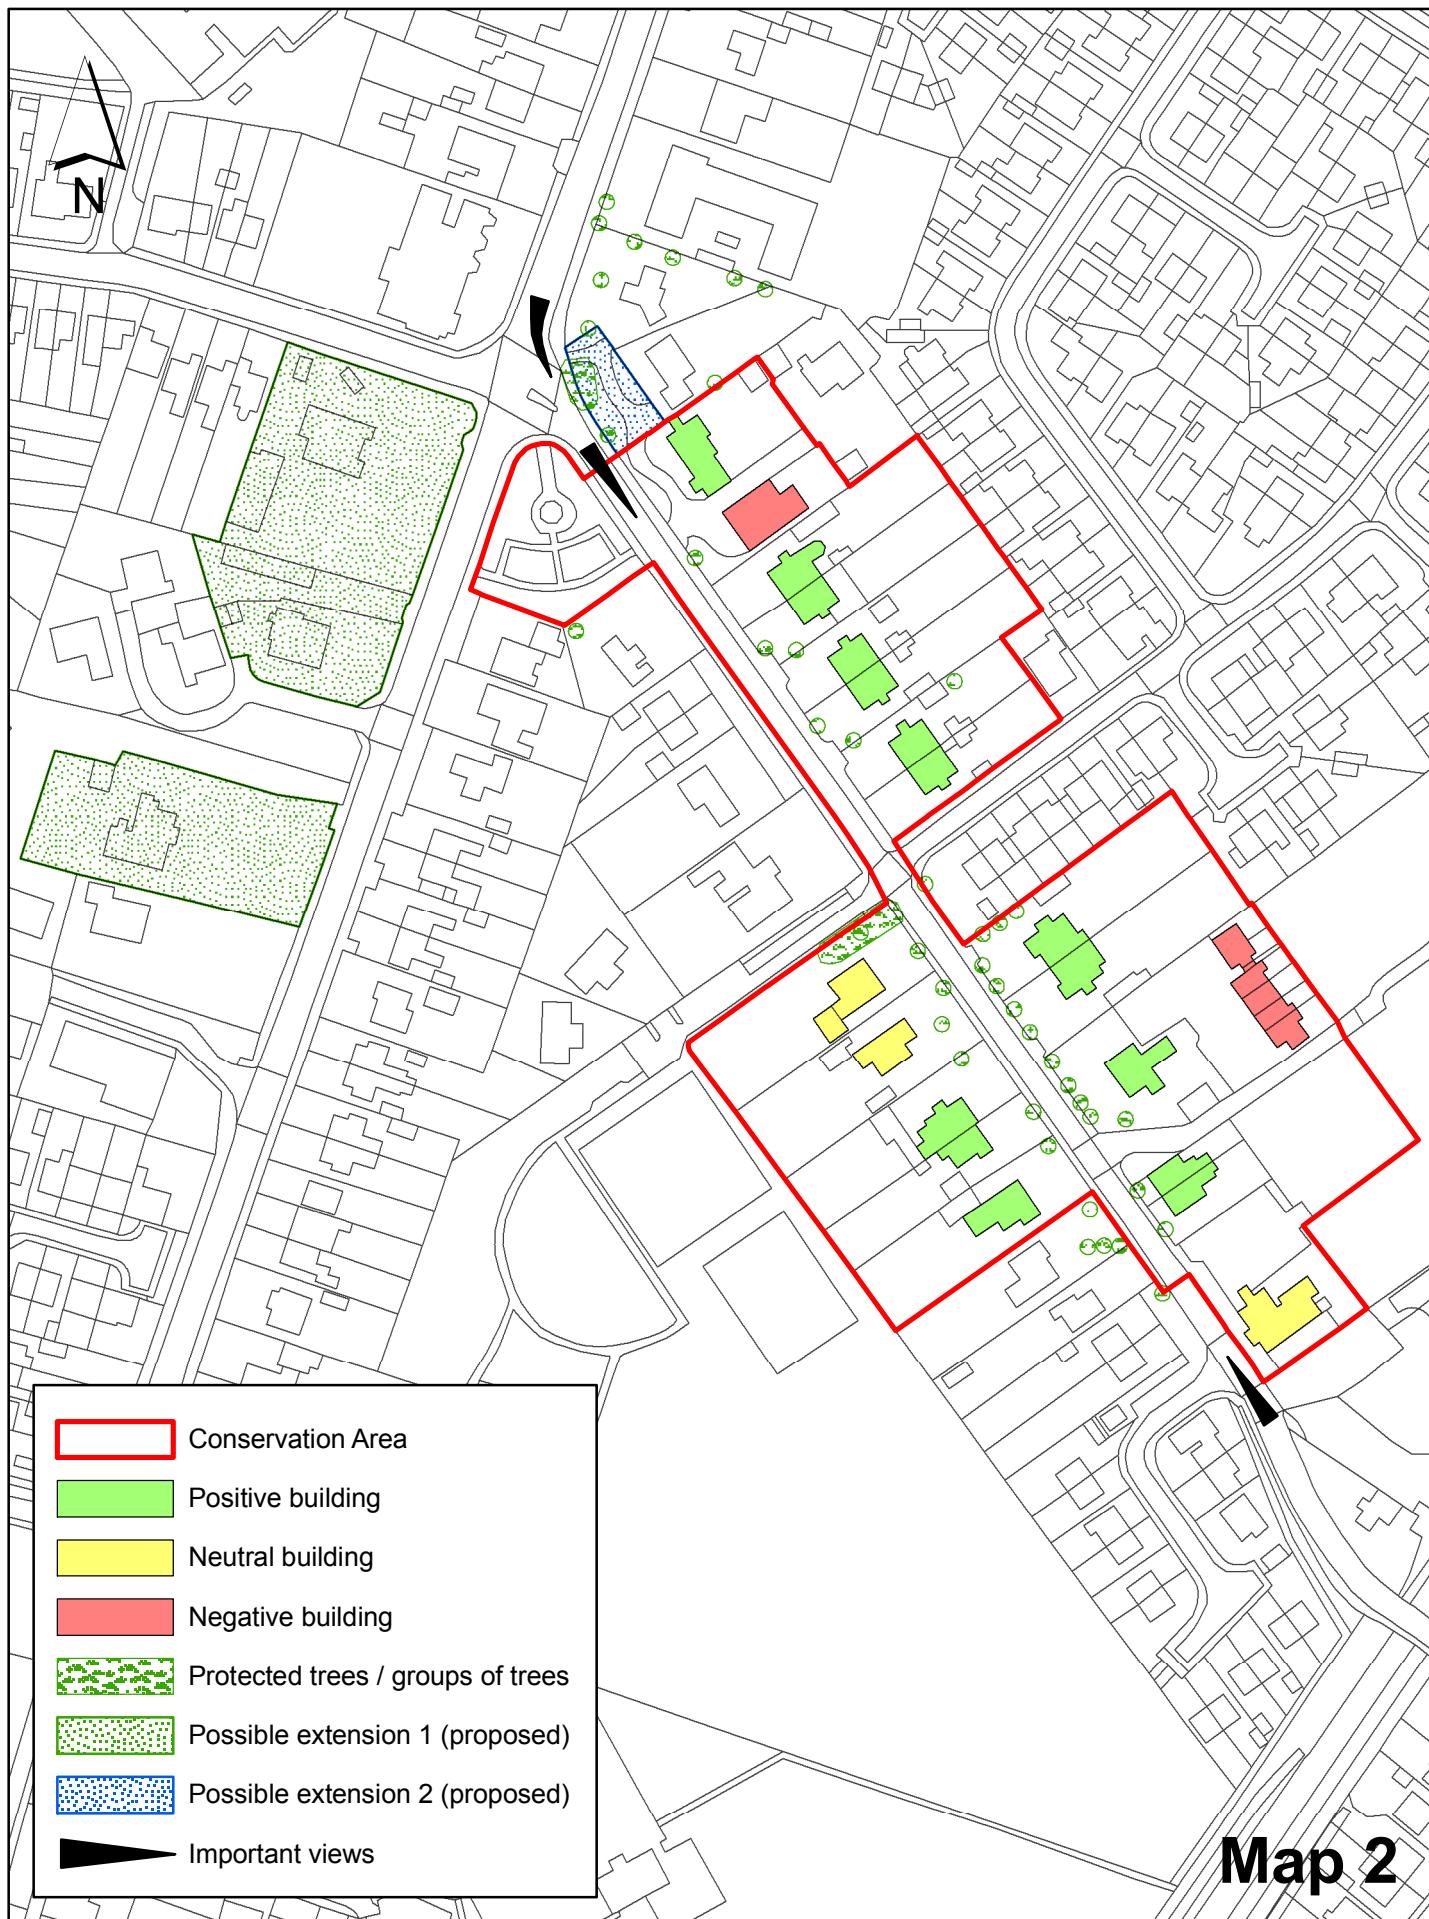 N
Conservation Area
Positive building
Neutral building
Negative building
Protected trees / groups of trees
Possible extension 1 (proposed)
Possible extension 2 (proposed)
Important views
Map 2